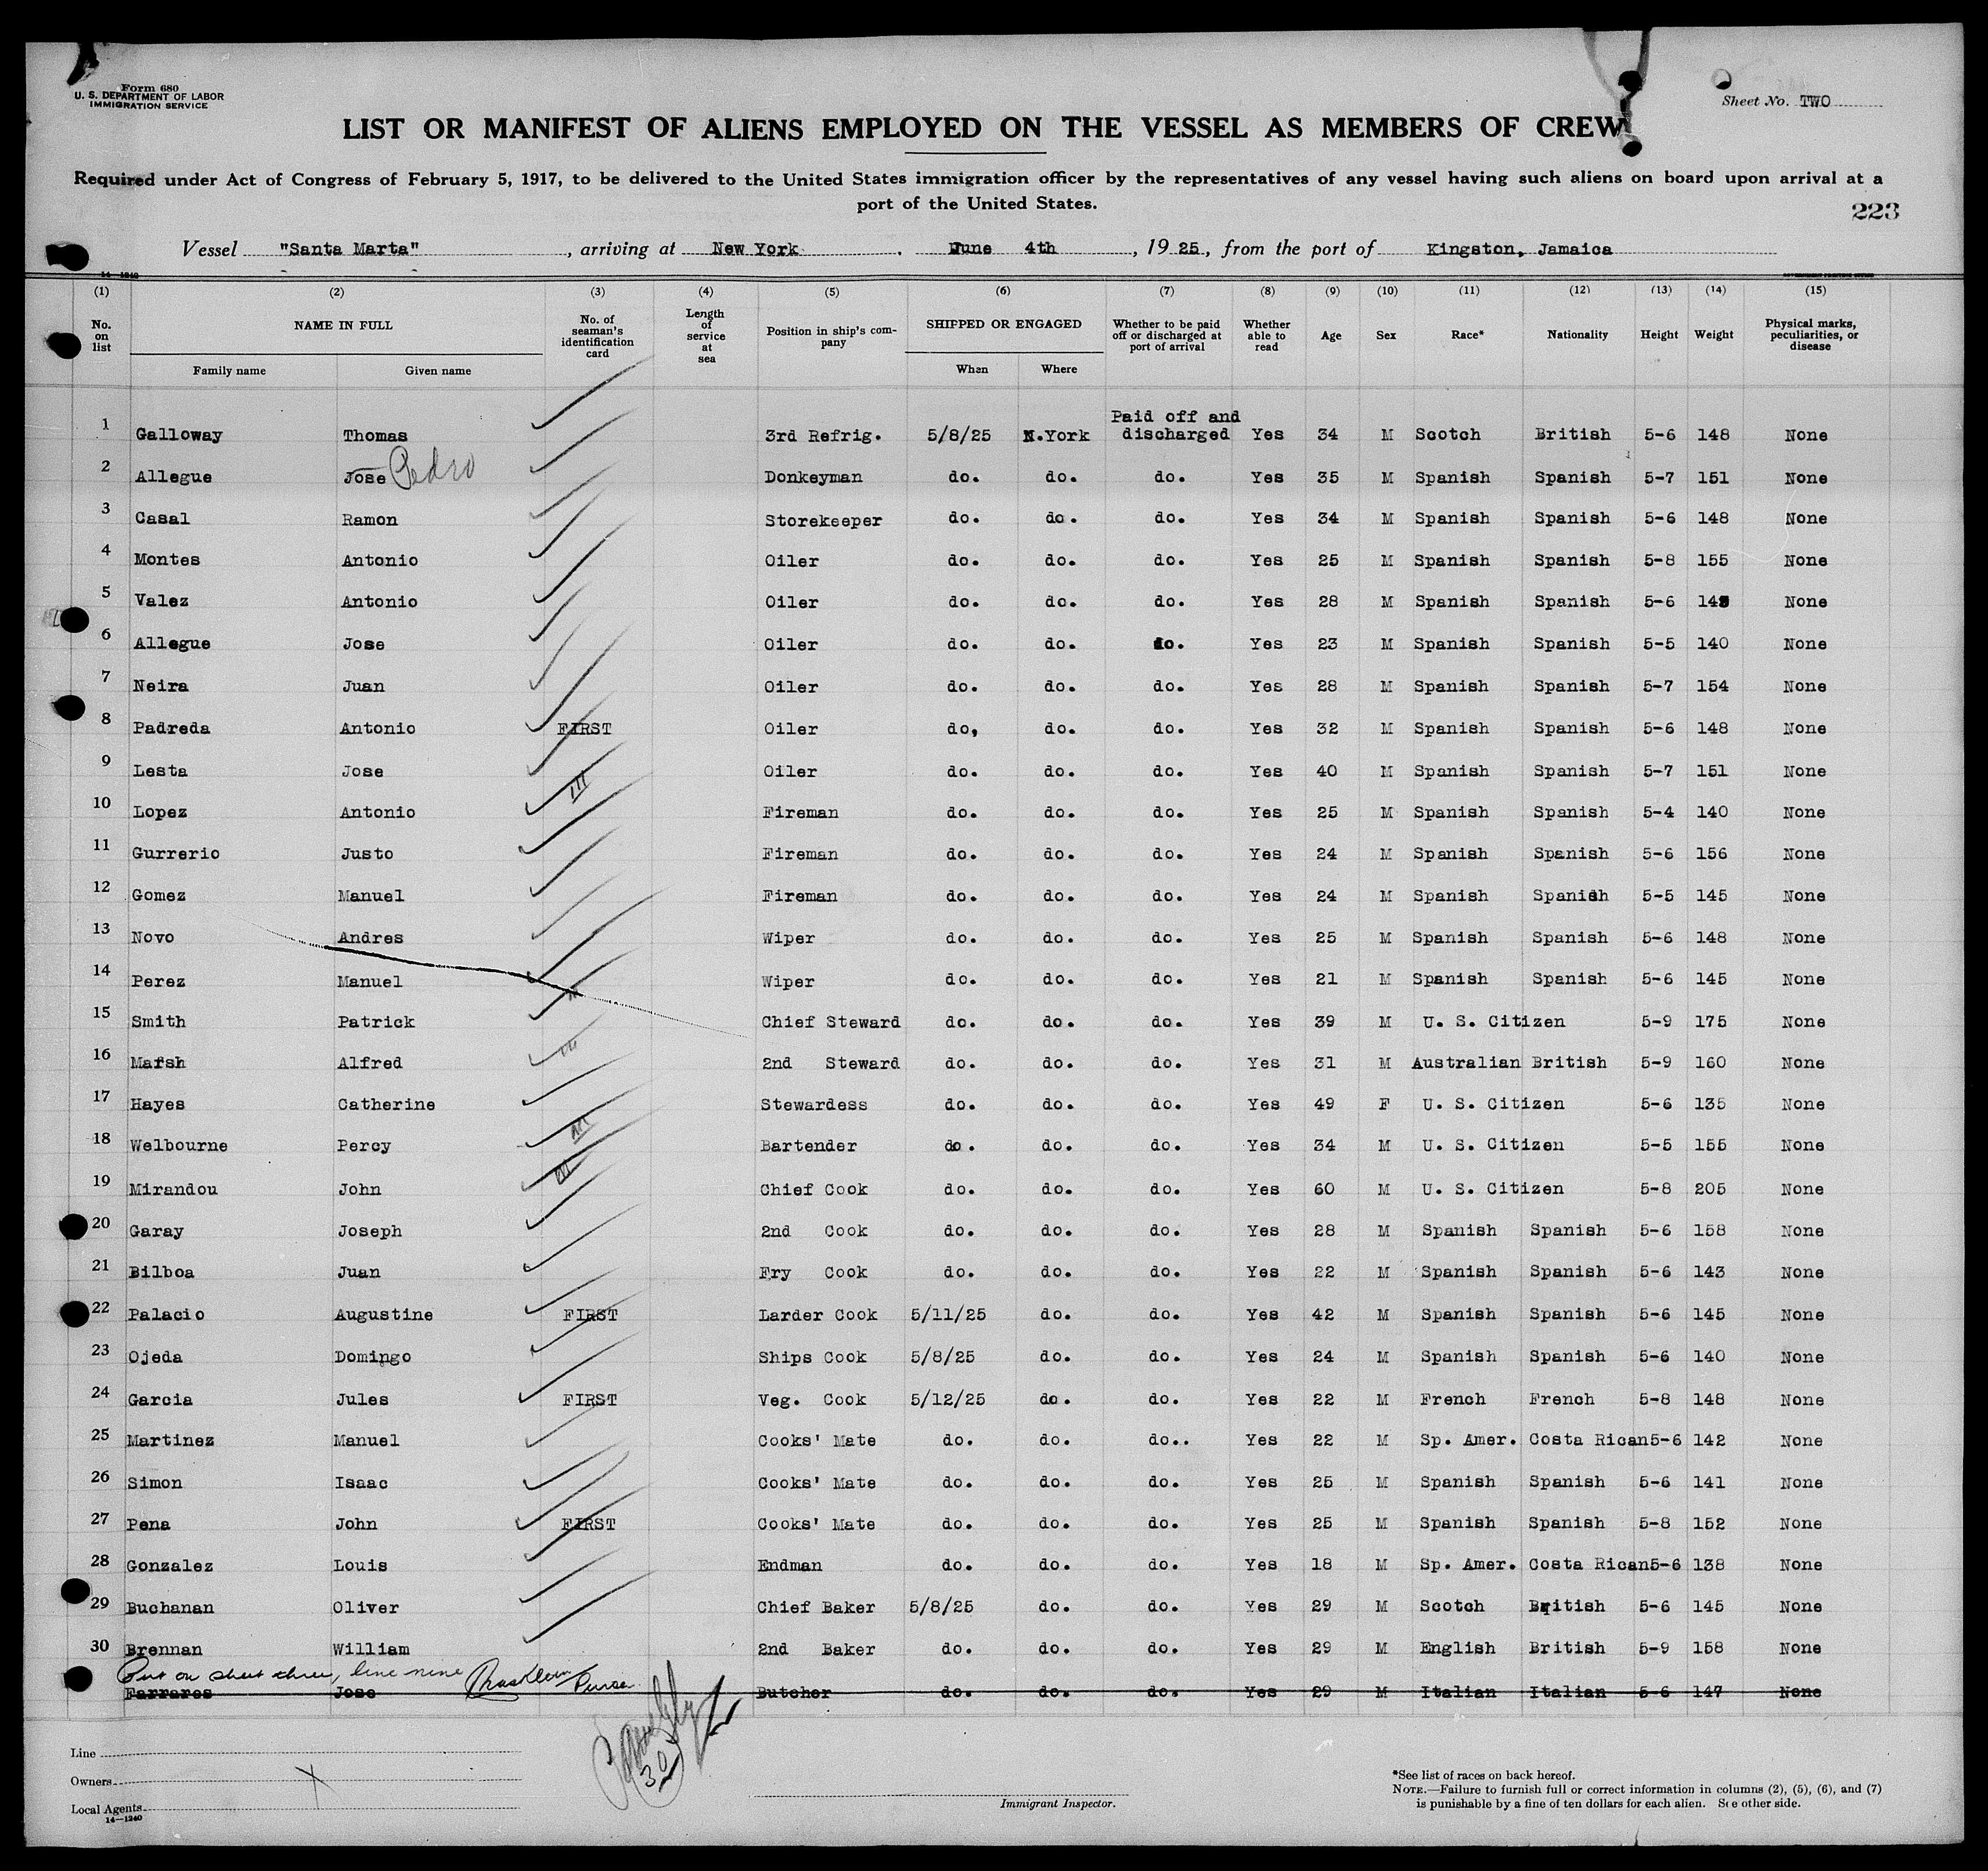 Form 680
U. S. DEPARTMENT OF LABOR
IMMIGRATION SERVICE
Sheet No. TWO
LIST OR MANIFEST OF ALIENS EMPLOYED ON THE VESSEL AS MEMBERS OF CREW
Required under Act of Congress of February 5, 1917, to be delivered to the United States immigration officer by the representatives of any vessel having such aliens on board upon arrival at a
port of the United States.
223
Vessel "Santa Marta", arriving at New York, June 4th, 1925, from the port of Kingston, Jamaica
14-1240
(1) (2) (3) (4) (5) (6) (7) (8) (9) (10) (11) (12) (13) (14) (15)
No. on list NAME IN FULL Family name Given name No. of seaman's identification card Length of service at sea Position in ship's company SHIPPED OR ENGAGED When Where Whether to be paid off or discharged at port of arrival Whether able to read Age Sex Race* Nationality Height Weight Physical marks, peculiarities, or disease
1 Galloway Thomas 3rd Refrig. 5/8/25 N.York Paid off and discharged Yes 34 M Scotch British 5-6 148 None
2 Allegue Jose Pedro Donkeyman do. do. do. Yes 35 M Spanish Spanish 5-7 151 None
3 Casal Ramon Storekeeper do. do. do. Yes 34 M Spanish Spanish 5-6 148 None
4 Montes Antonio Oiler do. do. do. Yes 25 M Spanish Spanish 5-8 155 None
5 Valez Antonio Oiler do. do. do. Yes 28 M Spanish Spanish 5-6 None
6 Allegue Jose Oiler do. do. do. Yes 23 M Spanish Spanish 5-5 140 None
7 Neira Juan Oiler do. do. do. Yes 28 M Spanish Spanish 5-7 154 None
8 Padreda Antonio FIRST Oiler do, do. do. Yes 32 M Spanish Spanish 5-6 148 None
9 Lesta Jose Oiler do. do. do. Yes 40 M Spanish Spanish 5-7 151 None
10 Lopez Antonio Fireman do. do. do. Yes 25 M Spanish Spanish 5-4 140 None
11 Gurrerio Justo Fireman do. do. do. Yes 24 M Spanish Spanish 5-6 156 None
12 Gomez Manuel Fireman do. do. do. Yes 24 M Spanish Spanish 5-5 145 None
13 Novo Andres Wiper do. do. do. Yes 25 M Spanish Spanish 5-6 148 None
14 Perez Manuel Wiper do. do. do. Yes 21 M Spanish Spanish 5-6 145 None
15 Smith Patrick Chief Steward do. do. do. Yes 39 M U. S. Citizen 5-9 175 None
16 Marsh Alfred 2nd Steward do. do. do. Yes 31 M Australian British 5-9 160 None
17 Hayes Catherine Stewardess do. do. do. Yes 49 F U. S. Citizen 5-6 135 None
18 Welbourne Percy Bartender do. do. do. Yes 34 M U. S. Citizen 5-5 155 None
19 Mirandou John Chief Cook do. do. do. Yes 60 M U. S. Citizen 5-8 205 None
20 Garay Joseph 2nd Cook do. do. do. Yes 28 M Spanish Spanish 5-6 158 None
21 Bilboa Juan Fry Cook do. do. do. Yes 22 M Spanish Spanish 5-6 143 None
22 Palacio Augustine FIRST Larder Cook 5/11/25 do. do. Yes 42 M Spanish Spanish 5-6 145 None
23 Ojeda Domingo Ships Cook 5/8/25 do. do. Yes 24 M Spanish Spanish 5-6 140 None
24 Garcia Jules FIRST Veg. Cook 5/12/25 do. do. Yes 22 M French French 5-8 148 None
25 Martinez Manuel Cooks' Mate do. do. do.. Yes 22 M Sp. Amer. Costa Rican 5-6 142 None
26 Simon Isaac Cooks' Mate do. do. do. Yes 25 M Spanish Spanish 5-6 141 None
27 Pena John FIRST Cooks' Mate do. do. do. Yes 25 M Spanish Spanish 5-8 152 None
28 Gonzalez Louis Endman do. do. do. Yes 18 M Sp. Amer. Costa Rican 5-6 138 None
29 Buchanan Oliver Chief Baker 5/8/25 do. do. Yes 29 M Scotch British 5-6 145 None
30 Brennan William 2nd Baker do. do. do. Yes 29 M English British 5-9 158 None
Put on sheet three, line nine Purser
Farrares Jose Butcher do. do. do. Yes 29 M Italian Italian 5-6 147 None
30
Line
Owners
Local Agents
14-1240
Immigrant Inspector.
*See list of races on back hereof.
NOTE.—Failure to furnish full or correct information in columns (2), (5), (6), and (7)
is punishable by a fine of ten dollars for each alien. See other side.